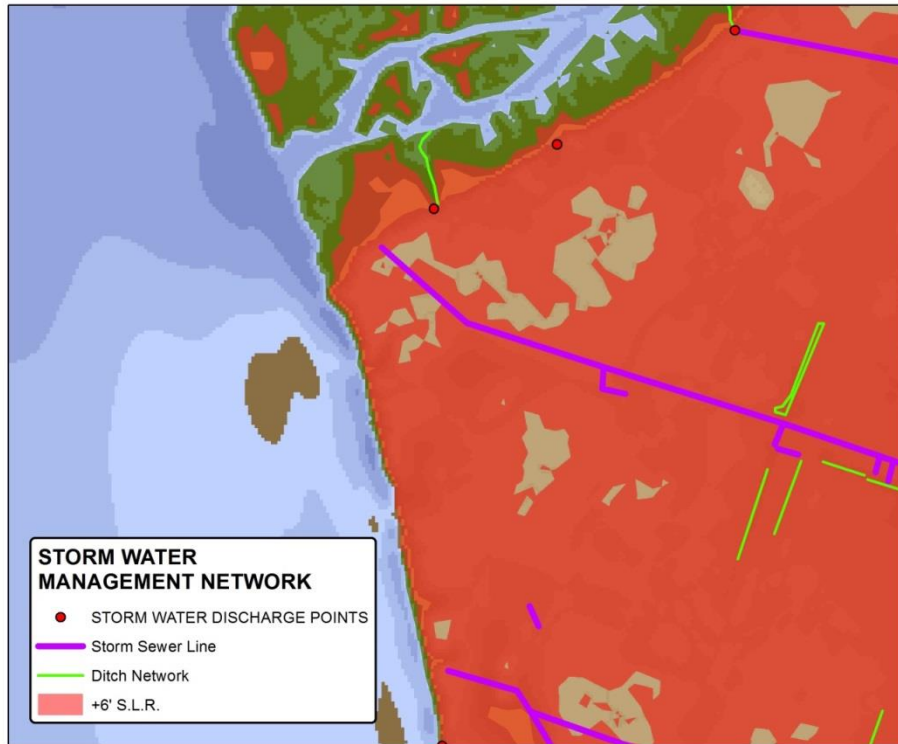 STORM WATER
MANAGEMENT NETWORK
STORM WATER DISCHARGE POINTS
Storm Sewer Line
Ditch Network
+6' S.L.R.